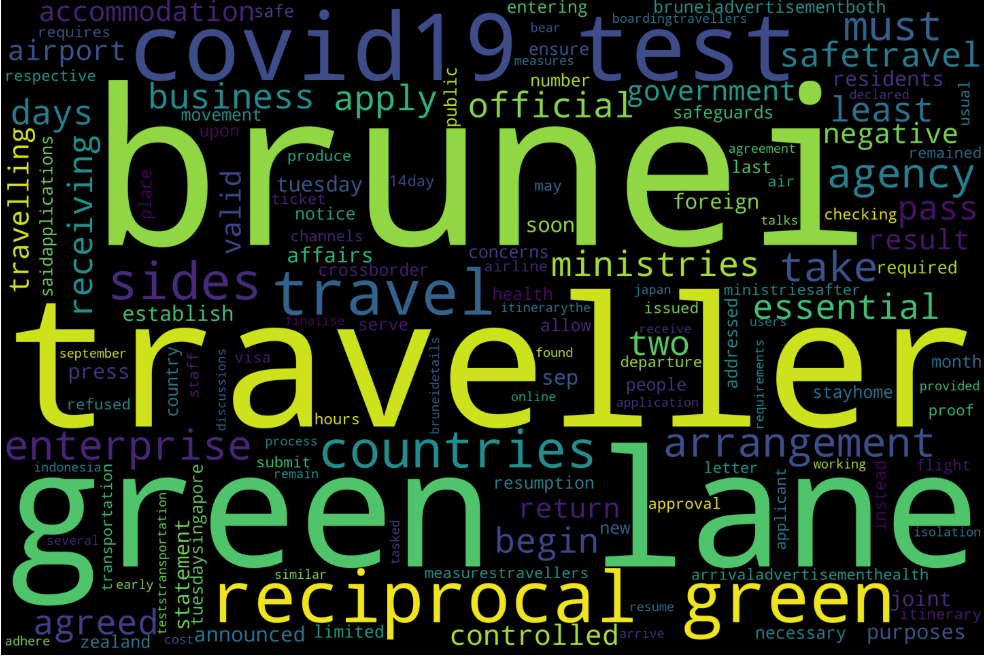 accommodation safe entering bruneiadvertisementboth
requires covid19 test boardingtravellers must
airport bear ensure measures safetravel
respective number residents
days business apply public official government declared least usual
movement safeguards negative
travelling saidapplications receiving place upon brunei agreement remained
produce last agency
valid tuesday 14day may air
ticket foreign pass
notice soon talks checking
channels result
affairs concerns
sides crossborder airline ministries take required
travel health japan ministriesafter
establish finalise serve itinerarythe issued essential
traveller allow receive two addressed users
september visa found departure month
press country staff discussions sep people requirements stayhome provided
refused bruneidetails online application proof
hours
enterprise countries arrangement
indonesia process submit letter working flight
green lane remain resumption approval applicant instead
transportation teststransportation statement tuesdaysingapore return new
several begin tasked isolation
early similar measurestravellers arrivaladvertisementhealth
adhere reciprocal green resume joint itinerary
agreed cost announced limited controlled arrive necessary purposes
zealand